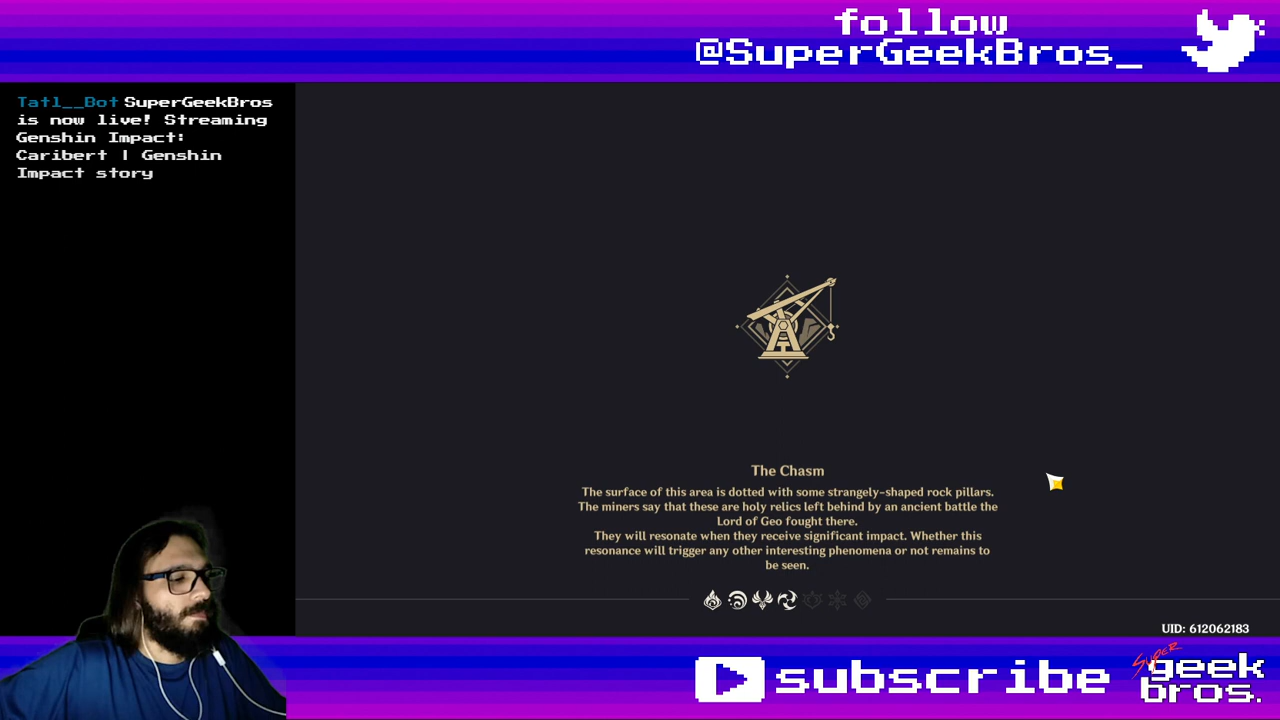 follow
@SuperGeekBros_
Tatl__Bot SuperGeekBros
is now live! Streaming
Genshin Impact:
Caribert | Genshin
Impact story
The Chasm
The surface of this area is dotted with some strangely-shaped rock pillars.
The miners say that these are holy relics left behind by an ancient battle the
Lord of Geo fought there.
They will resonate when they receive significant impact. Whether this
resonance will trigger any other interesting phenomena or not remains to
be seen.
UID: 612062183
subscribe
SUPER
geek
bros.